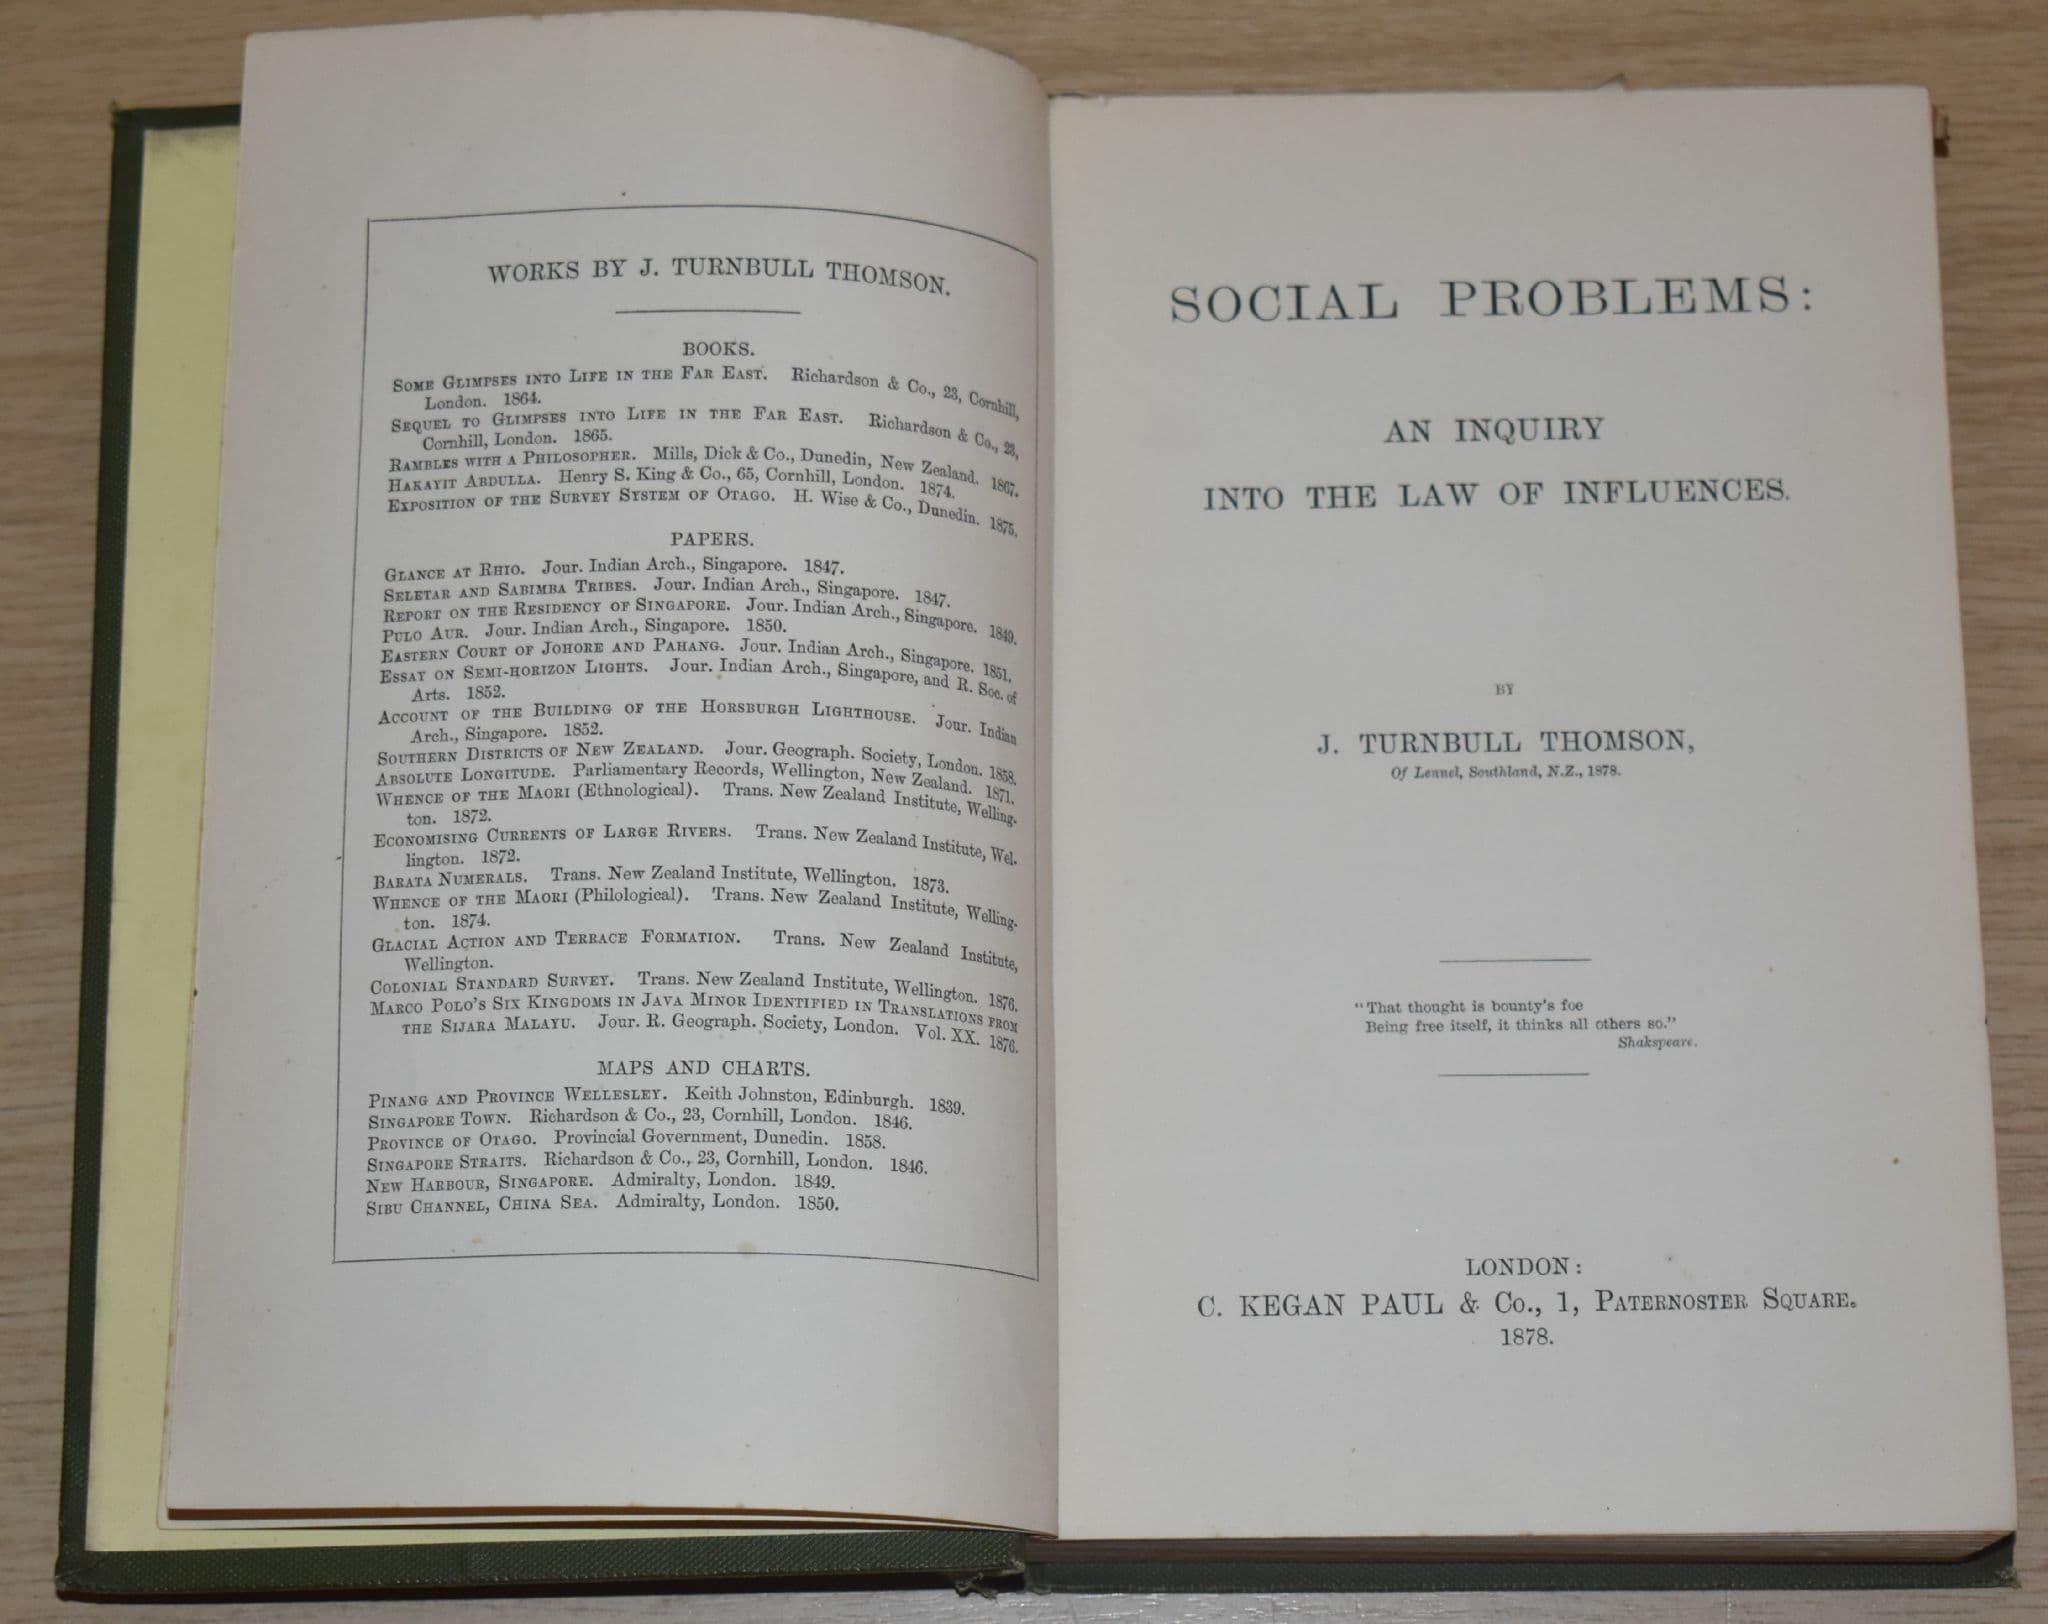 WORKS BY J. TURNBULL THOMSON.
BOOKS.
SOME GLIMPSES INTO LIFE IN THE FAR EAST. Richardson & Co., 23, Cornhill,
London. 1864.
SEQUEL TO GLIMPSES INTO LIFE IN THE FAR EAST. Richardson & Co., 23,
Cornhill, London. 1865.
RAMBLES WITH A PHILOSOPHER. Mills, Dick & Co., Dunedin, New Zealand. 1867.
HAKAYIT ABDULLA. Henry S. King & Co., 65, Cornhill, London. 1874.
EXPOSITION OF THE SURVEY SYSTEM OF OTAGO. H. Wise & Co., Dunedin. 1875.
PAPERS.
GLANCE AT RHIO. Jour. Indian Arch., Singapore. 1847.
SELETAR AND SABIMBA TRIBES. Jour. Indian Arch., Singapore. 1847.
REPORT ON THE RESIDENCY OF SINGAPORE. Jour. Indian Arch., Singapore. 1849.
PULO AUR. Jour. Indian Arch., Singapore. 1850.
EASTERN COURT OF JOHORE AND PAHANG. Jour. Indian Arch., Singapore. 1851.
ESSAY ON SEMI-HORIZON LIGHTS. Jour. Indian Arch., Singapore, and R. Soc. of
Arts. 1852.
ACCOUNT OF THE BUILDING OF THE HORSBURGH LIGHTHOUSE. Jour. Indian
Arch., Singapore. 1852.
SOUTHERN DISTRICTS OF NEW ZEALAND. Jour. Geograph. Society, London. 1858.
ABSOLUTE LONGITUDE. Parliamentary Records, Wellington, New Zealand. 1871.
WHENCE OF THE MAORI (Ethnological). Trans. New Zealand Institute, Welling-
ton. 1872.
ECONOMISING CURRENTS OF LARGE RIVERS. Trans. New Zealand Institute, Wel-
lington. 1872.
BARATA NUMERALS. Trans. New Zealand Institute, Wellington. 1873.
WHENCE OF THE MAORI (Philological). Trans. New Zealand Institute, Welling-
ton. 1874.
GLACIAL ACTION AND TERRACE FORMATION. Trans. New Zealand Institute,
Wellington.
COLONIAL STANDARD SURVEY. Trans. New Zealand Institute, Wellington. 1876.
MARCO POLO'S SIX KINGDOMS IN JAVA MINOR IDENTIFIED IN TRANSLATIONS FROM
THE SIJARA MALAYU. Jour. R. Geograph. Society, London. Vol. XX. 1876.
MAPS AND CHARTS.
PINANG AND PROVINCE WELLESLEY. Keith Johnston, Edinburgh. 1839.
SINGAPORE TOWN. Richardson & Co., 23, Cornhill, London. 1846.
PROVINCE OF OTAGO. Provincial Government, Dunedin. 1858.
SINGAPORE STRAITS. Richardson & Co., 23, Cornhill, London. 1846.
NEW HARBOUR, SINGAPORE. Admiralty, London. 1849.
SIBU CHANNEL, CHINA SEA. Admiralty, London. 1850.
SOCIAL PROBLEMS:
AN INQUIRY
INTO THE LAW OF INFLUENCES.
BY
J. TURNBULL THOMSON,
Of Lennel, Southland, N.Z., 1878.
"That thought is bounty's foe
Being free itself, it thinks all others so."
Shakspeare.
LONDON:
C. KEGAN PAUL & Co., 1, PATERNOSTER SQUARE.
1878.